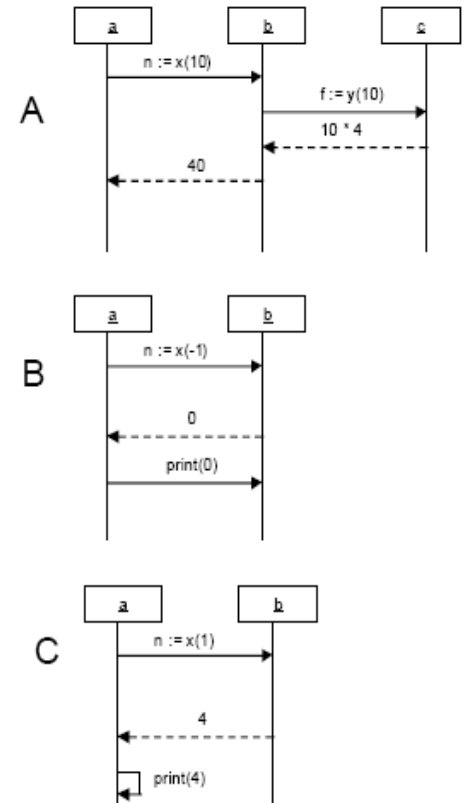 a b c
n := x(10)
f := y(10)
A
10 * 4
40
a b
n := x(-1)
B
0
print(0)
a b
n := x(1)
C
4
print(4)